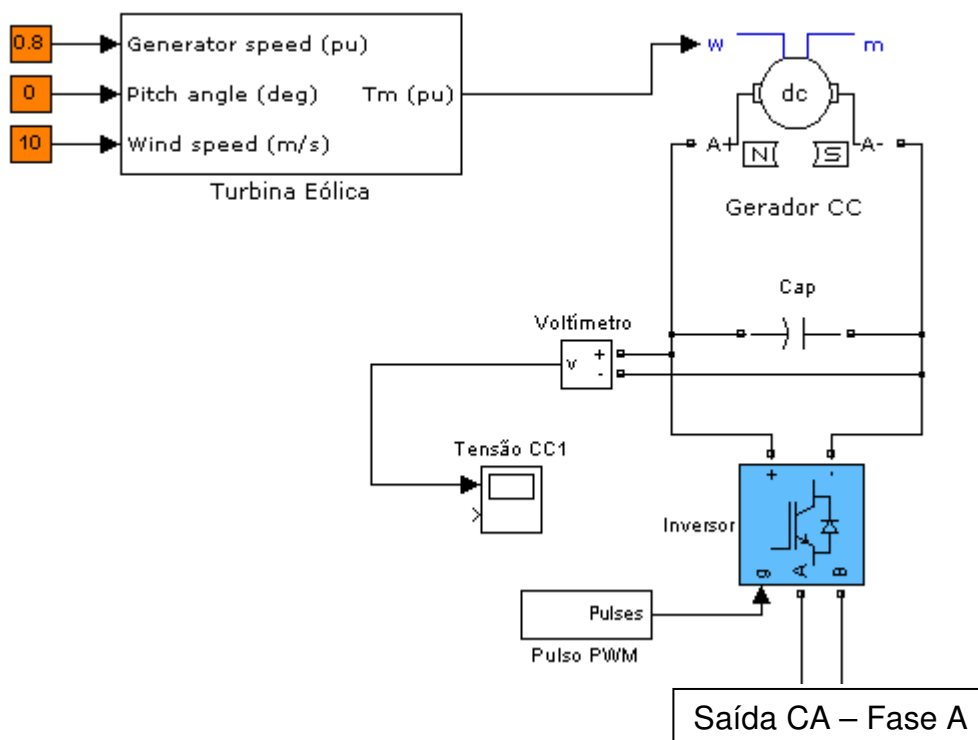 0.8
Generator speed (pu)
0
Pitch angle (deg)
Tm (pu)
10
Wind speed (m/s)
Turbina Eólica
w
m
dc
A+
N
S
A-
Gerador CC
Cap
Voltímetro
v
+
-
Tensão CC1
+
-
Inversor
g
A
B
Pulses
Pulso PWM
Saída CA – Fase A